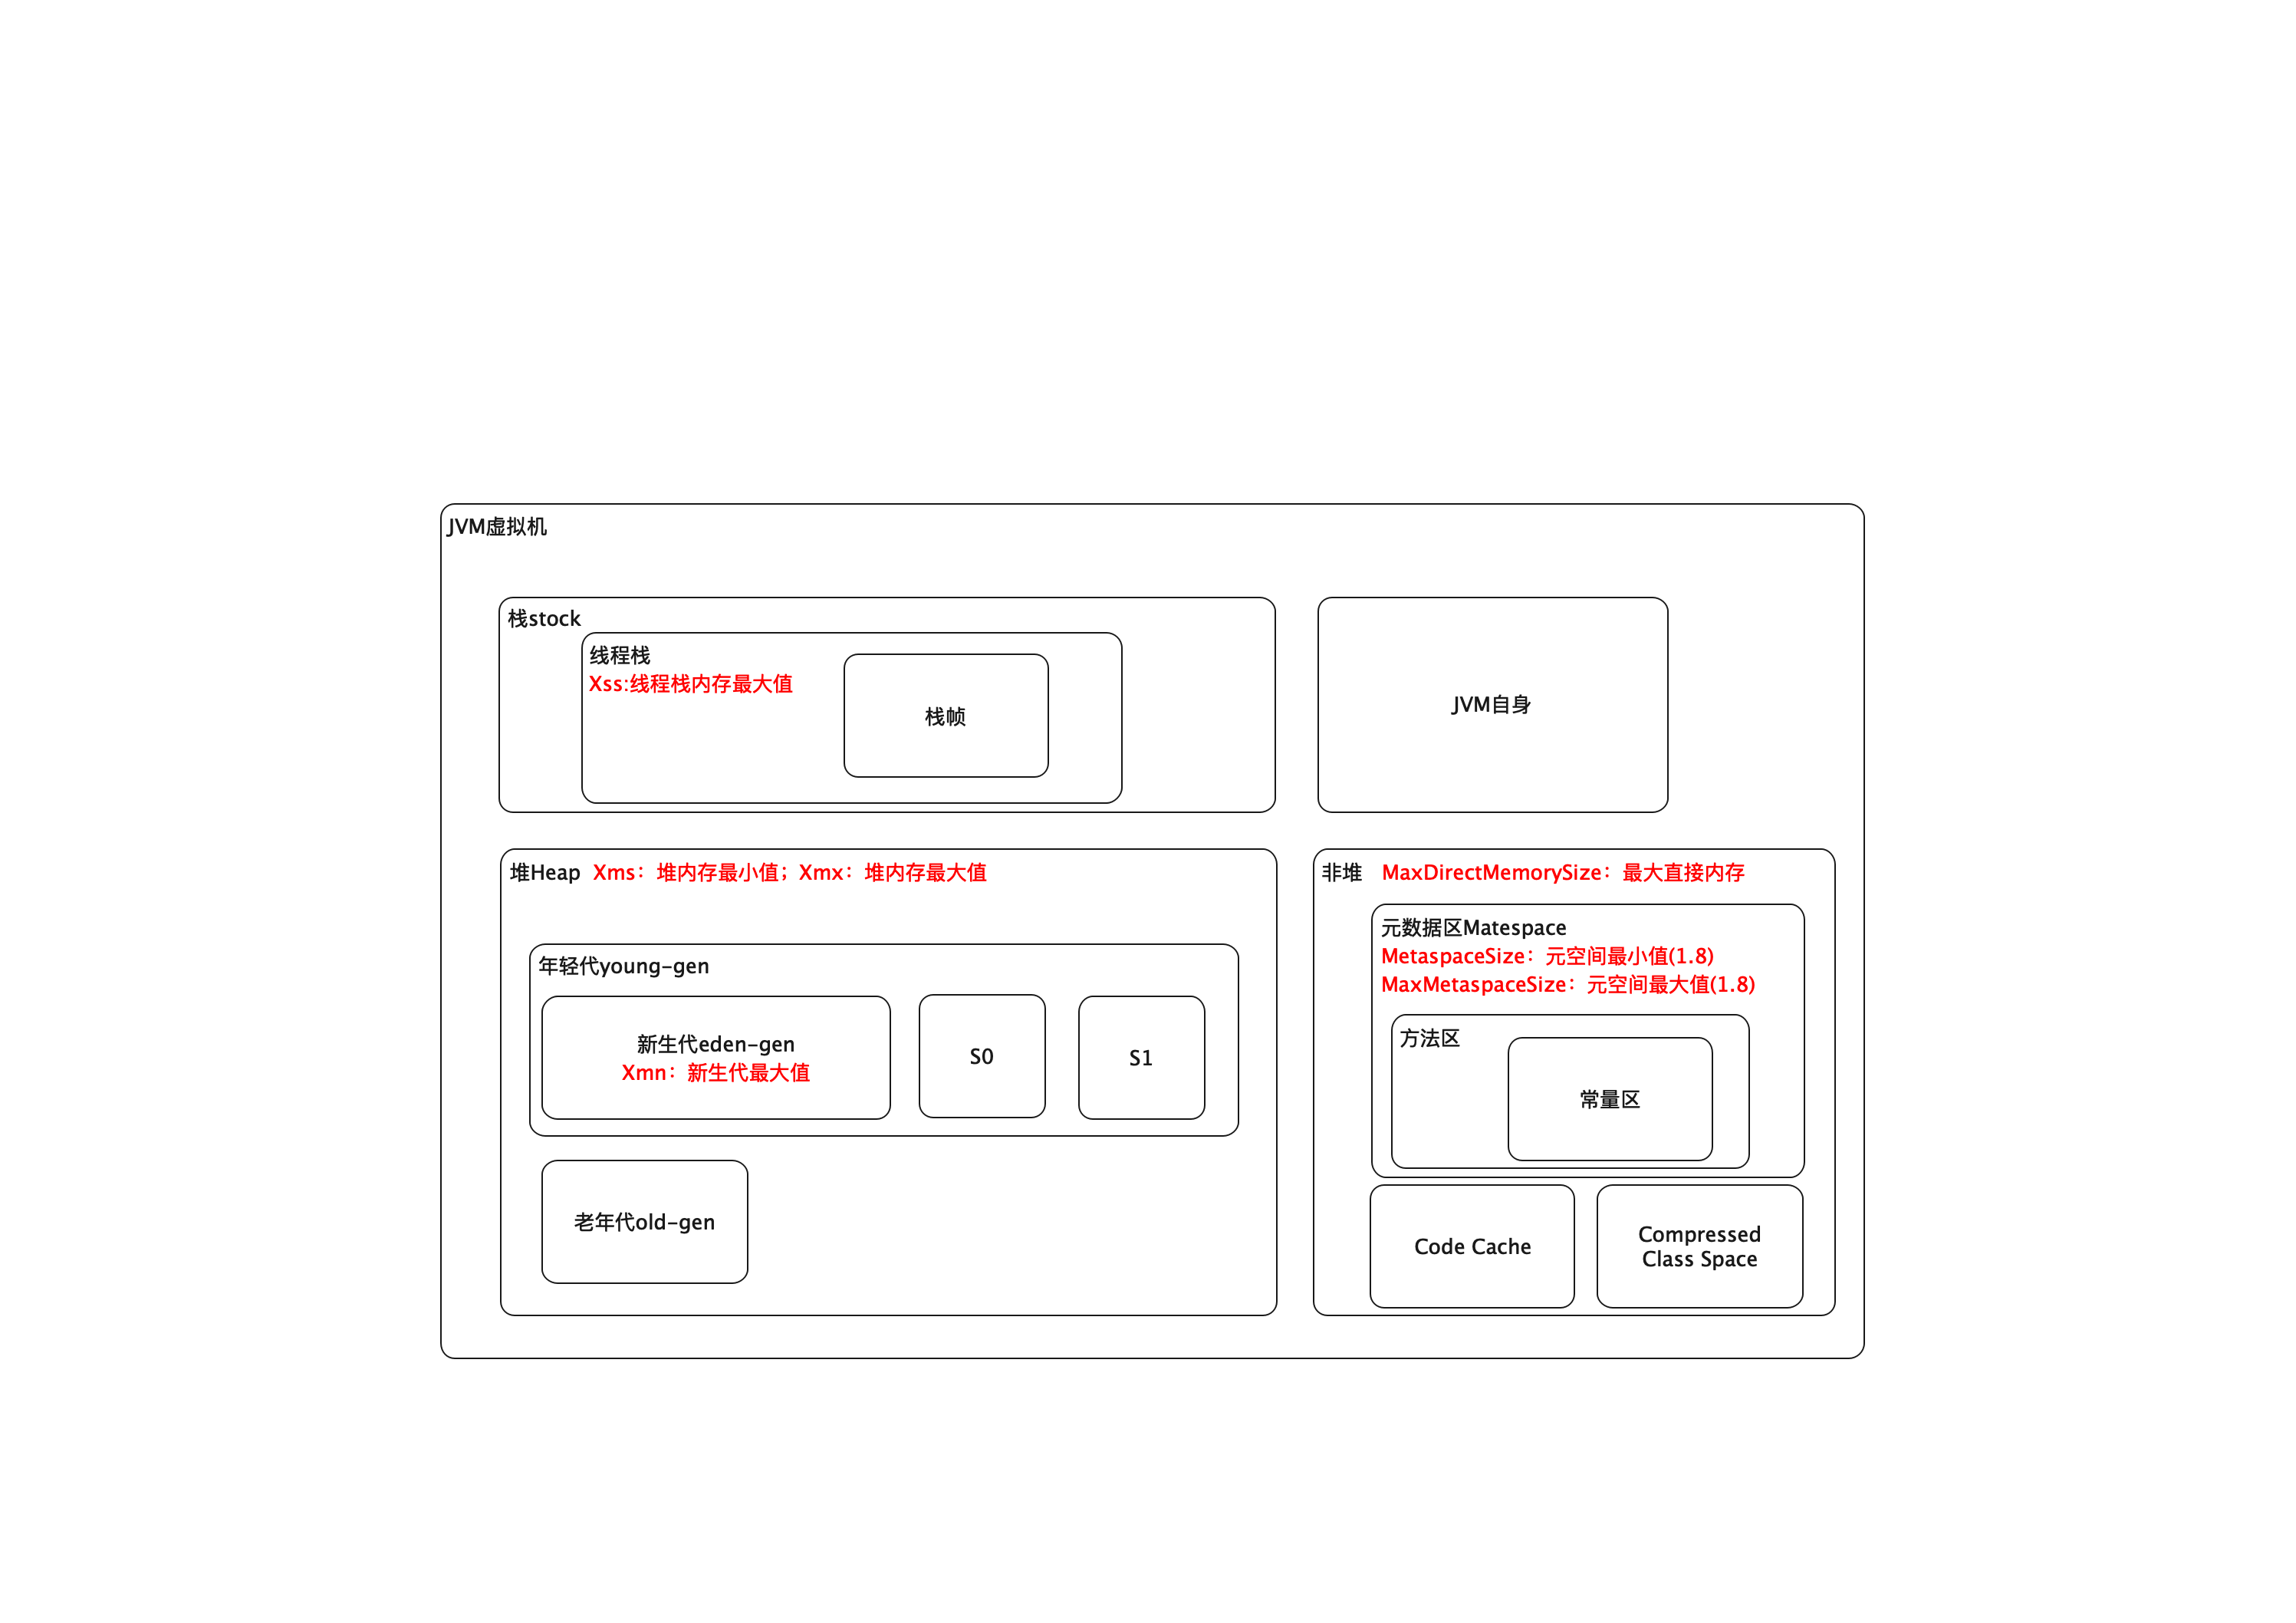 JVM虚拟机
栈stock
线程栈
Xss:线程栈内存最大值
栈帧
JVM自身
堆Heap Xms：堆内存最小值；Xmx：堆内存最大值
年轻代young-gen
新生代eden-gen
Xmn：新生代最大值
S0
S1
老年代old-gen
非堆 MaxDirectMemorySize：最大直接内存
元数据区Matespace
MetaspaceSize：元空间最小值(1.8)
MaxMetaspaceSize：元空间最大值(1.8)
方法区
常量区
Code Cache
Compressed
Class Space